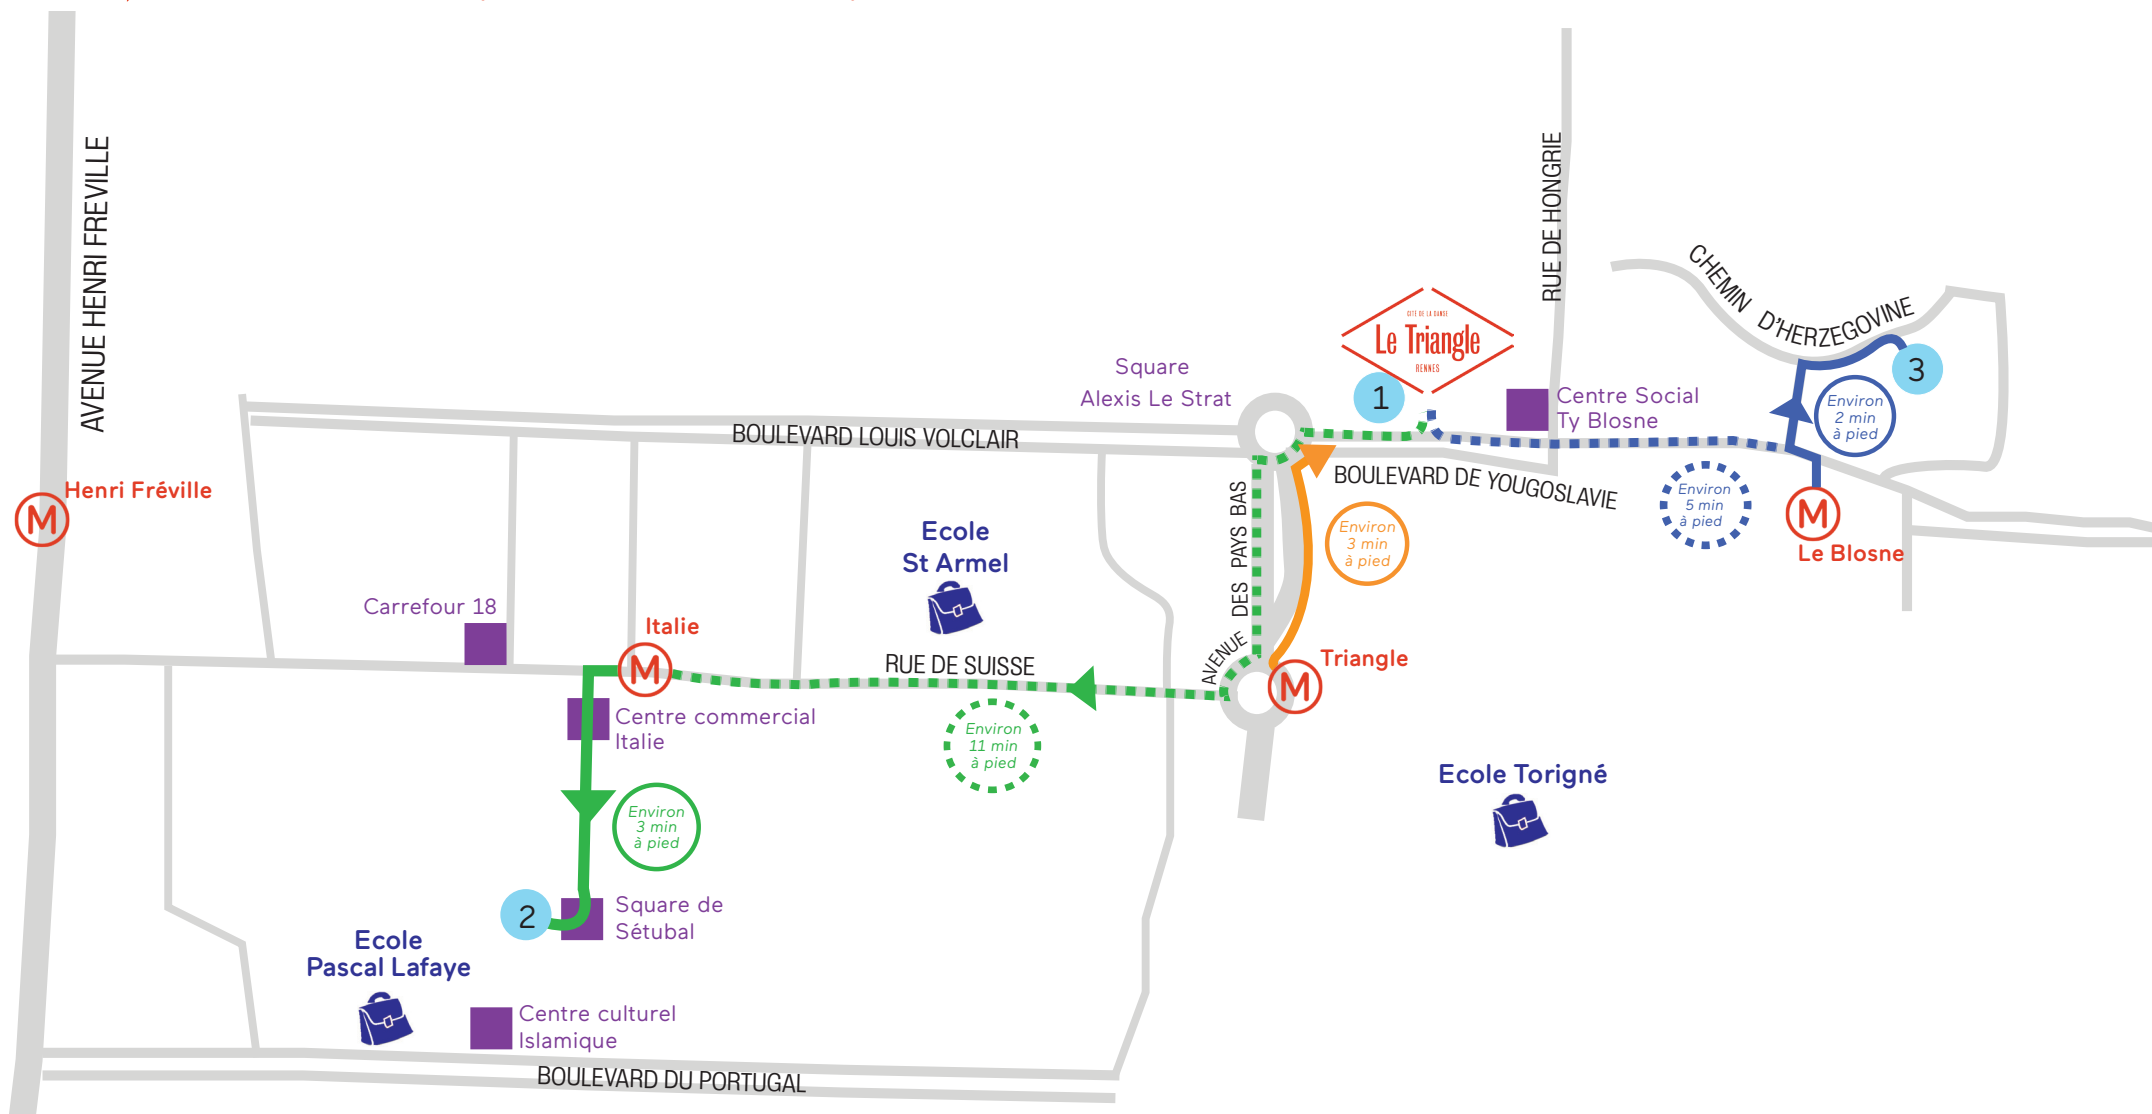 AVENUE HENRI FREVILLE
RUE DE HONGRIE
CHEMIN D'HERZEGOVINE
CITÉ DE LA DANSE
Le Triangle
RENNES
Square
Alexis Le Strat
1
3
Centre Social
Ty Blosne
Environ
2 min
à pied
BOULEVARD LOUIS VOLCLAIR
BOULEVARD DE YOUGOSLAVIE
Henri Fréville
M
Environ
5 min
à pied
M
Le Blosne
Ecole
St Armel
AVENUE DES PAYS BAS
Environ
3 min
à pied
Carrefour 18
Italie
M
RUE DE SUISSE
Triangle
M
Centre commercial
Italie
Environ
11 min
à pied
Ecole Torigné
Environ
3 min
à pied
2
Square de
Sétubal
Ecole
Pascal Lafaye
Centre culturel
Islamique
BOULEVARD DU PORTUGAL